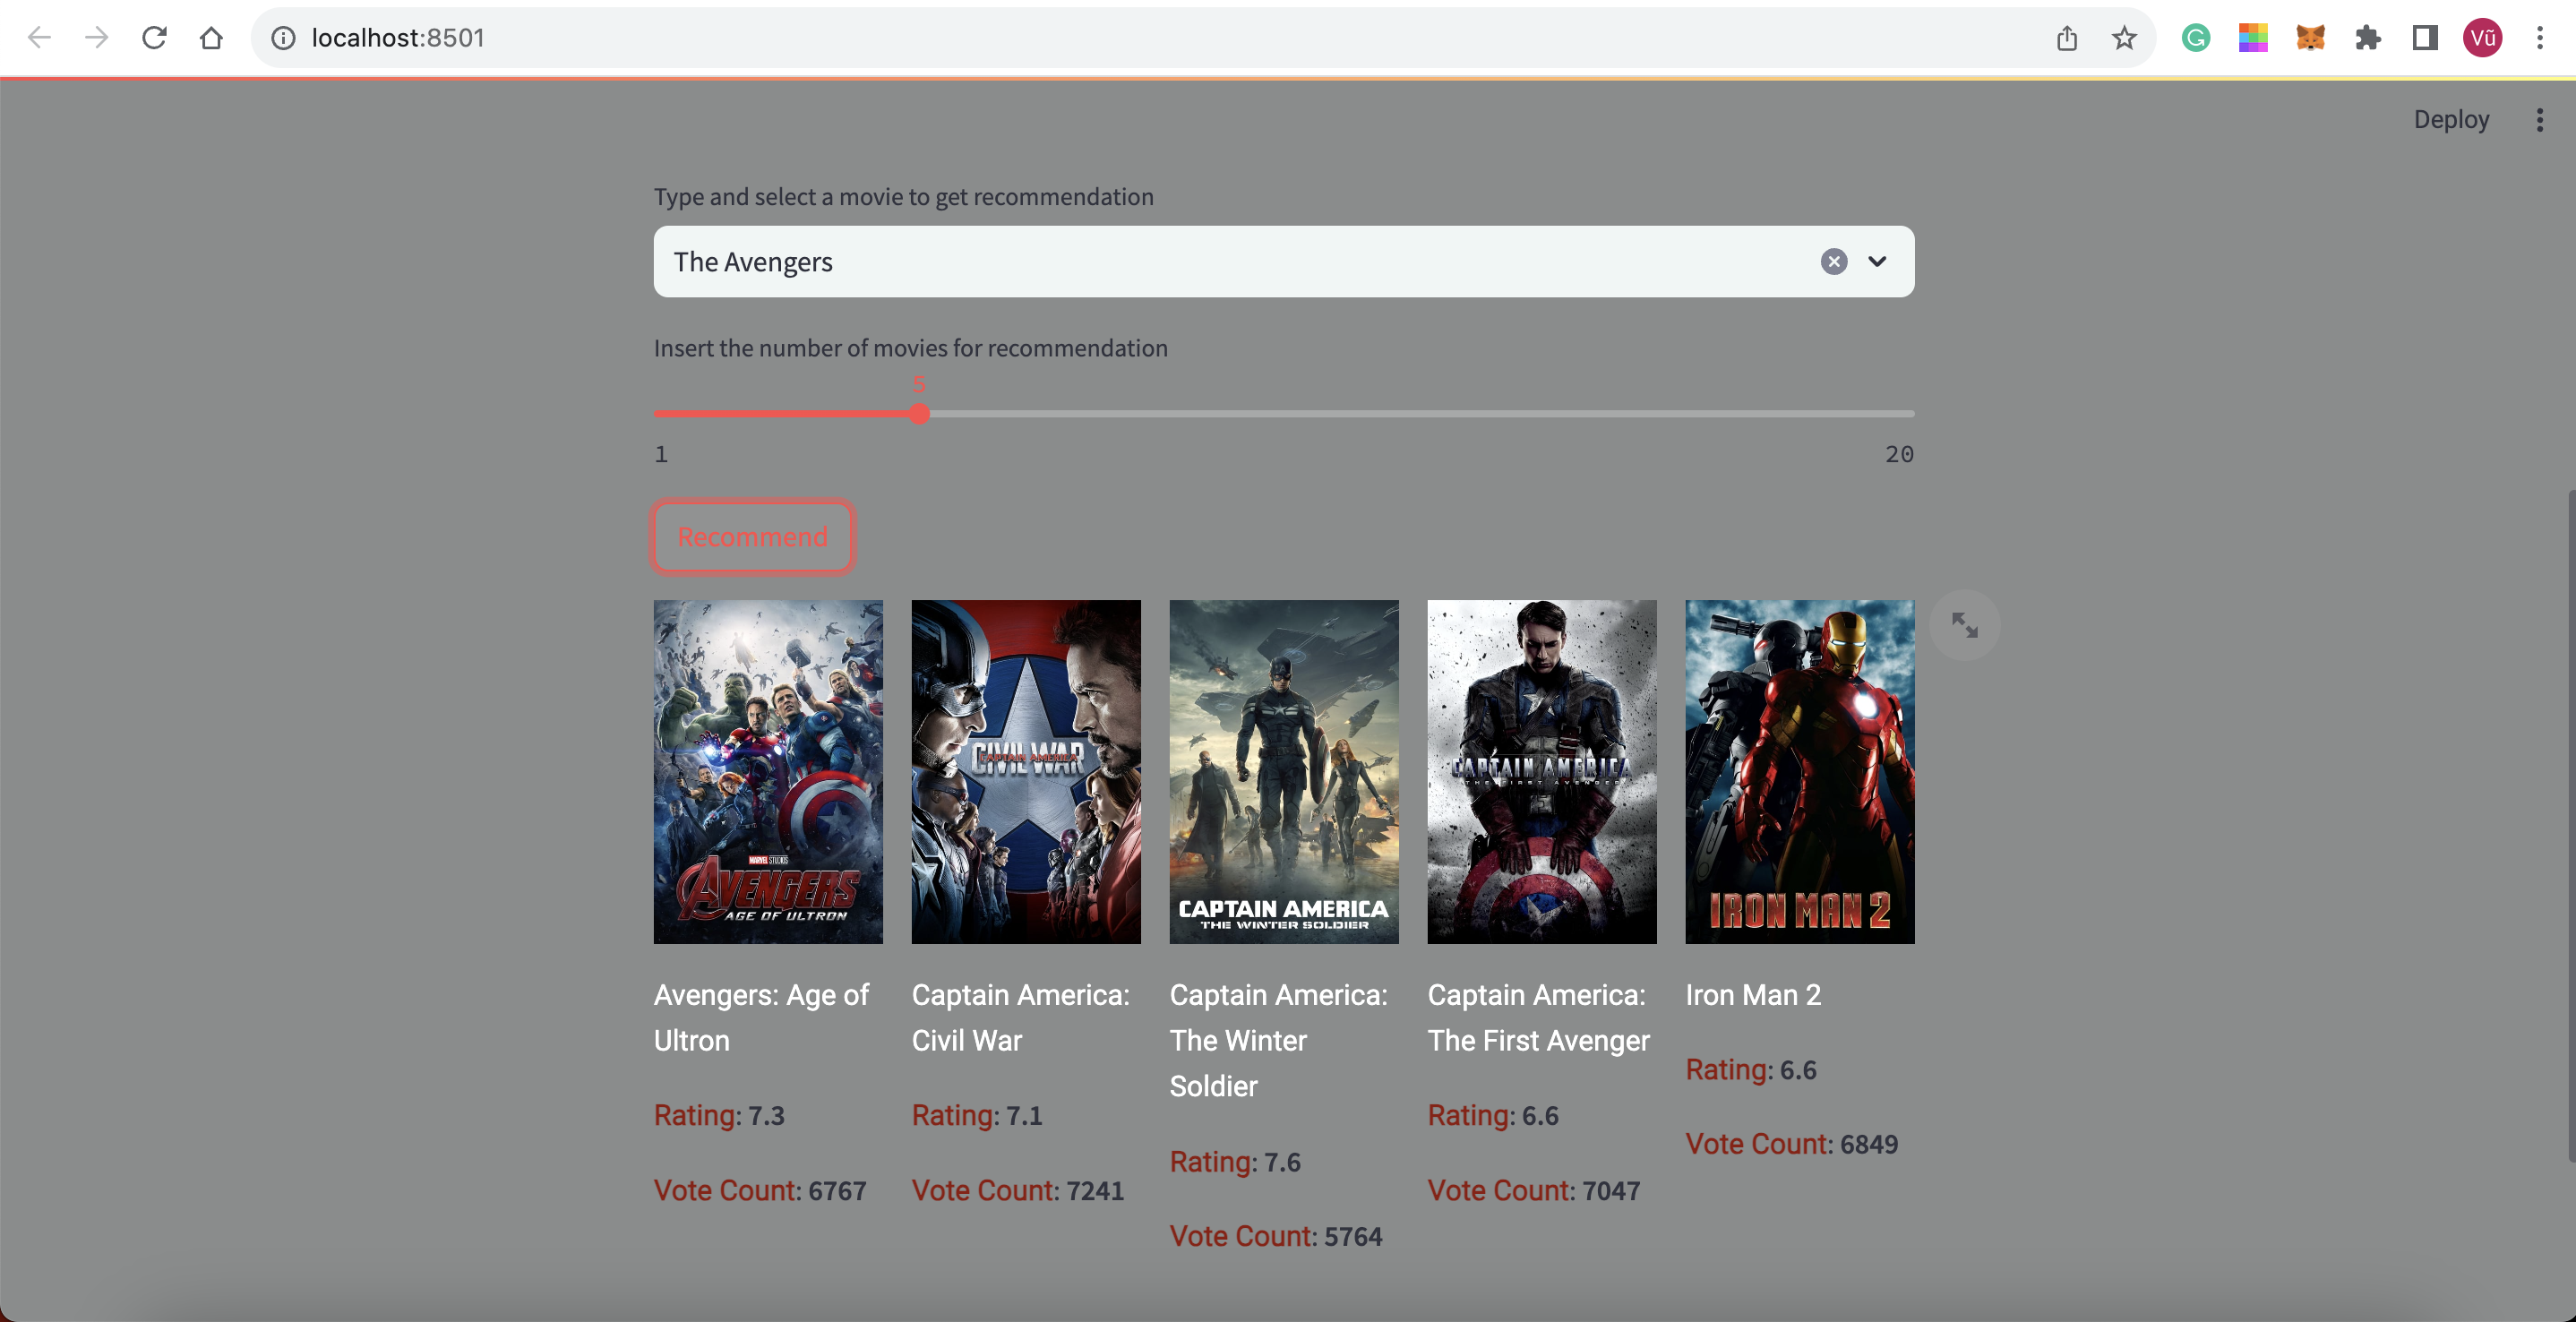 localhost:8501
Vũ
Deploy
Type and select a movie to get recommendation
The Avengers
Insert the number of movies for recommendation
5
1
20
Recommend
MARVEL STUDIOS
AVENGERS
AGE OF ULTRON
CIVIL WAR
CAPTAIN AMERICA
CAPTAIN AMERICA
THE WINTER SOLDIER
CAPTAIN AMERICA
THE FIRST AVENGER
IRON MAN 2
Avengers: Age of
Ultron
Rating: 7.3
Vote Count: 6767
Captain America:
Civil War
Rating: 7.1
Vote Count: 7241
Captain America:
The Winter
Soldier
Rating: 7.6
Vote Count: 5764
Captain America:
The First Avenger
Rating: 6.6
Vote Count: 7047
Iron Man 2
Rating: 6.6
Vote Count: 6849